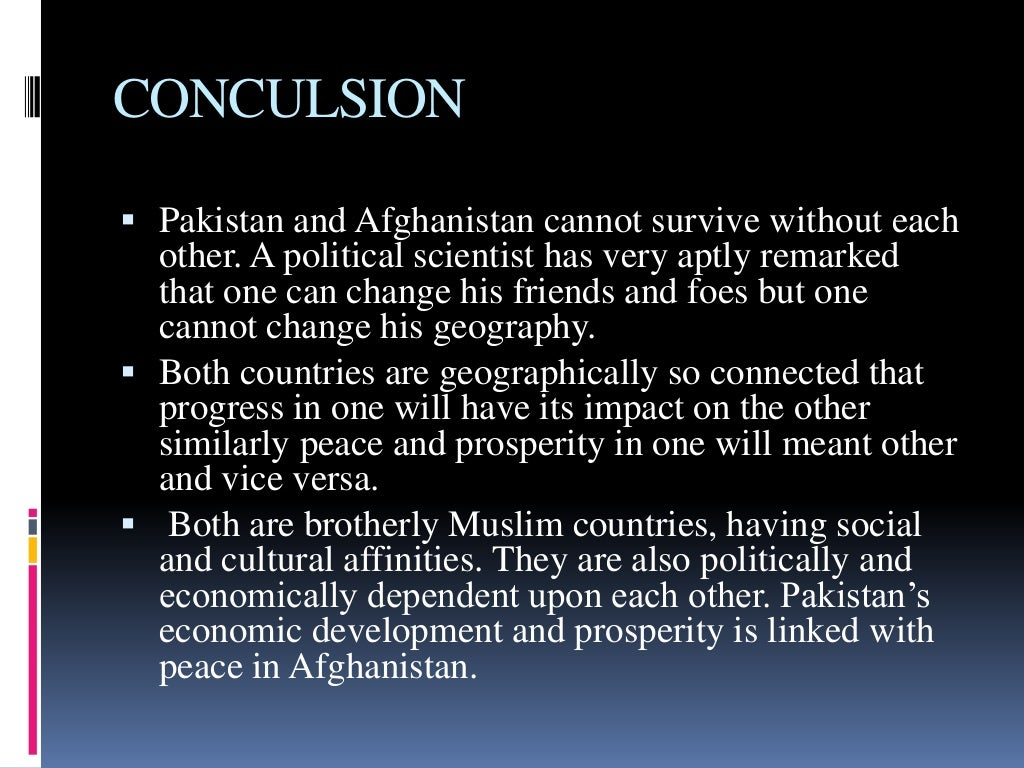 CONCULSION
▪ Pakistan and Afghanistan cannot survive without each
other. A political scientist has very aptly remarked
that one can change his friends and foes but one
cannot change his geography.
▪ Both countries are geographically so connected that
progress in one will have its impact on the other
similarly peace and prosperity in one will meant other
and vice versa.
▪ Both are brotherly Muslim countries, having social
and cultural affinities. They are also politically and
economically dependent upon each other. Pakistan’s
economic development and prosperity is linked with
peace in Afghanistan.